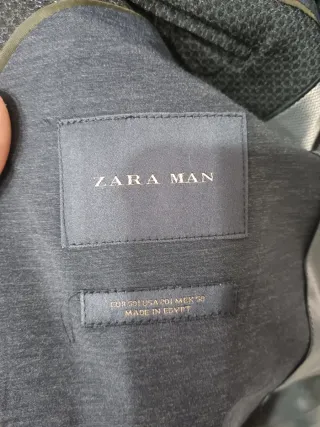 ZARA MAN
EUR 50 | USA 40 | MEX 50
MADE IN EGYPT